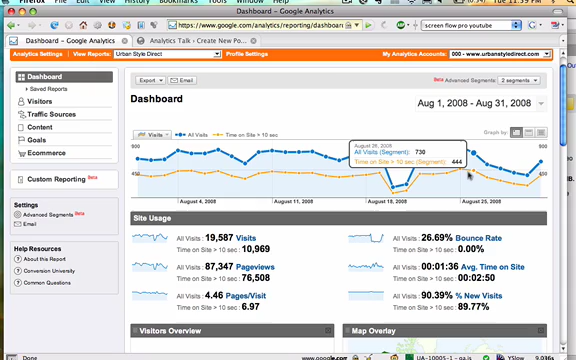 Firefox File Edit View History Bookmarks Tools Window Help
Dashboard – Google Analytics
https://www.google.com/analytics/reporting/dashboard
screen flow pro youtube
Dashboard – Google Analytics
Analytics Talk › Create New Po...
Analytics Settings
View Reports:
Urban Style Direct
Profile Settings
My Analytics Accounts:
000 - www.urbanstyledirect.com
Dashboard
Saved Reports
Visitors
Traffic Sources
Content
Goals
Ecommerce
Custom Reporting Beta
Settings
Advanced Segments Beta
Email
Help Resources
About this Report
Conversion University
Common Questions
Export
Email
Beta Advanced Segments:
2 segments
Dashboard
Aug 1, 2008 - Aug 31, 2008
Visits
All Visits
Time on Site > 10 sec
Graph by:
August 26, 2008
All Visits (Segment): 730
Time on Site > 10 sec (Segment): 444
900
450
900
450
August 4, 2008
August 11, 2008
August 18, 2008
August 25, 2008
Site Usage
All Visits : 19,587 Visits
Time on Site > 10 sec : 10,969
All Visits : 87,347 Pageviews
Time on Site > 10 sec : 76,508
All Visits : 4.46 Pages/Visit
Time on Site > 10 sec : 6.97
All Visits : 26.69% Bounce Rate
Time on Site > 10 sec : 0.00%
All Visits : 00:01:36 Avg. Time on Site
Time on Site > 10 sec : 00:02:50
All Visits : 90.39% % New Visits
Time on Site > 10 sec : 89.77%
Visitors Overview
Map Overlay
Done
www.google.com
UA-10005-1 - ga.js
YSlow
9.036s